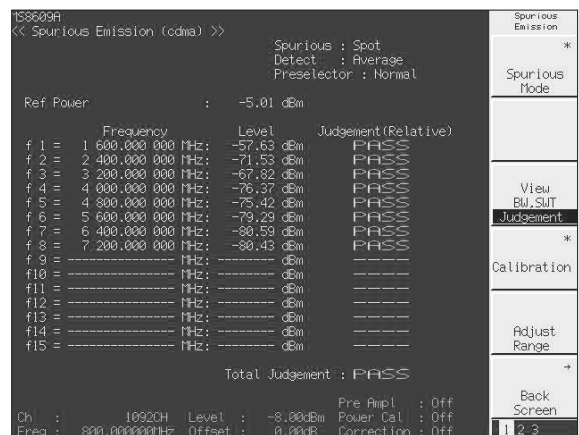 MS8609A
<< Spurious Emission (cdma) >>
Spurious : Spot
Detect : Average
Preselector : Normal
Ref Power : -5.01 dBm
Frequency Level Judgement(Relative)
f 1 = 1 600.000 000 MHz: -57.63 dBm PASS
f 2 = 2 400.000 000 MHz: -71.53 dBm PASS
f 3 = 3 200.000 000 MHz: -67.82 dBm PASS
f 4 = 4 000.000 000 MHz: -76.37 dBm PASS
f 5 = 4 800.000 000 MHz: -75.42 dBm PASS
f 6 = 5 600.000 000 MHz: -79.29 dBm PASS
f 7 = 6 400.000 000 MHz: -80.59 dBm PASS
f 8 = 7 200.000 000 MHz: -80.43 dBm PASS
f 9 = --------------- MHz: ------- dBm -----
f10 = --------------- MHz: ------- dBm -----
f11 = --------------- MHz: ------- dBm -----
f12 = --------------- MHz: ------- dBm -----
f13 = --------------- MHz: ------- dBm -----
f14 = --------------- MHz: ------- dBm -----
f15 = --------------- MHz: ------- dBm -----
Total Judgement : PASS
Pre Ampl : Off
Ch : 1092CH Level : -8.00dBm Power Cal : Off
Freq : 800.000000MHz Offset : 0.00dB Correction : Off
Spurious
Emission
*
Spurious
Mode
View
BW,SWT
Judgement
*
Calibration
Adjust
Range
→
Back
Screen
1 2 3